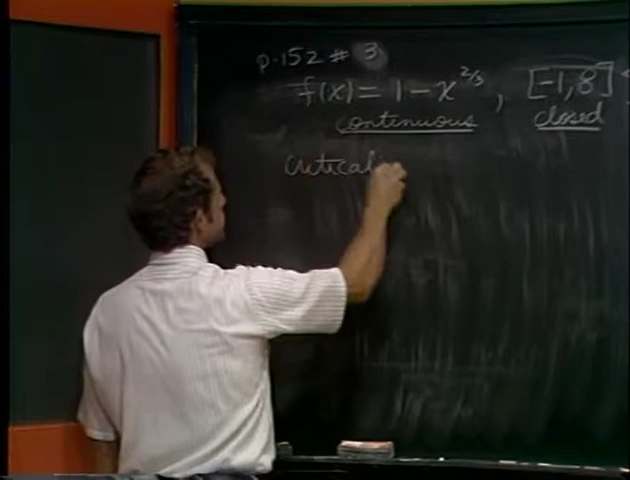 p.152 # 3
f(x) = 1 - x^{2/3} , [-1,8]
continuous closed
critical